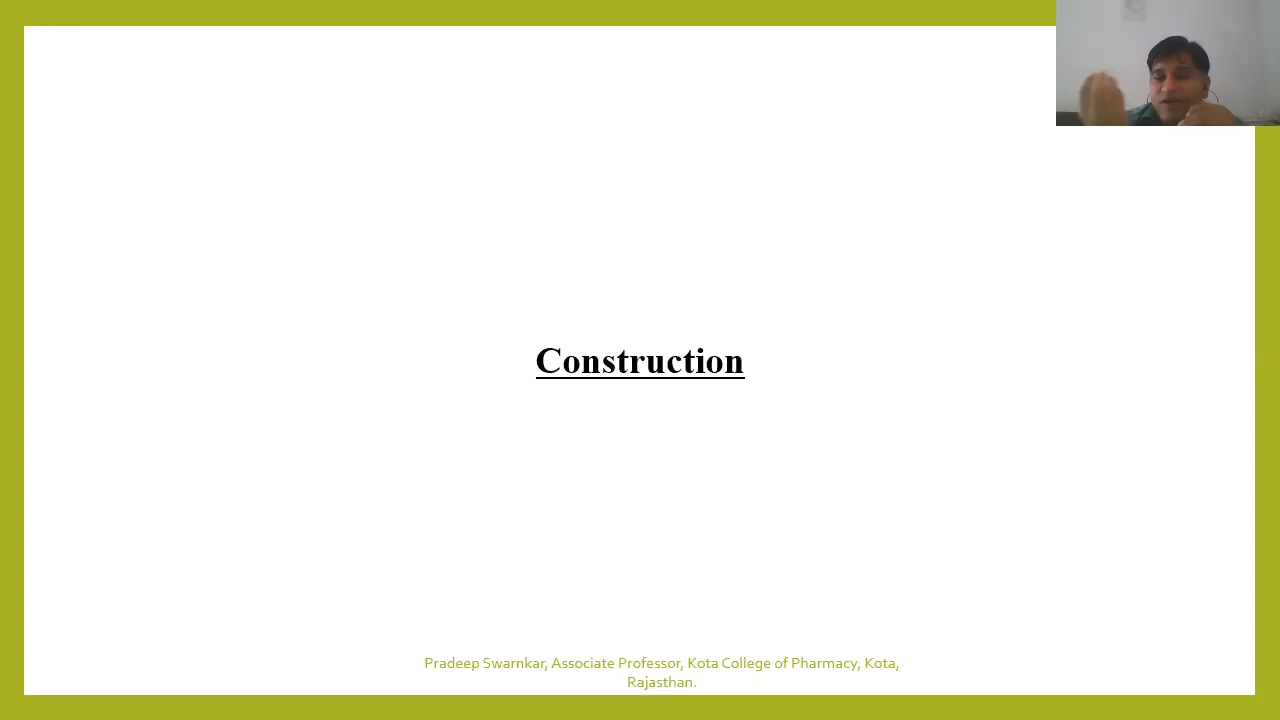 Construction
Pradeep Swarnkar, Associate Professor, Kota College of Pharmacy, Kota,
Rajasthan.